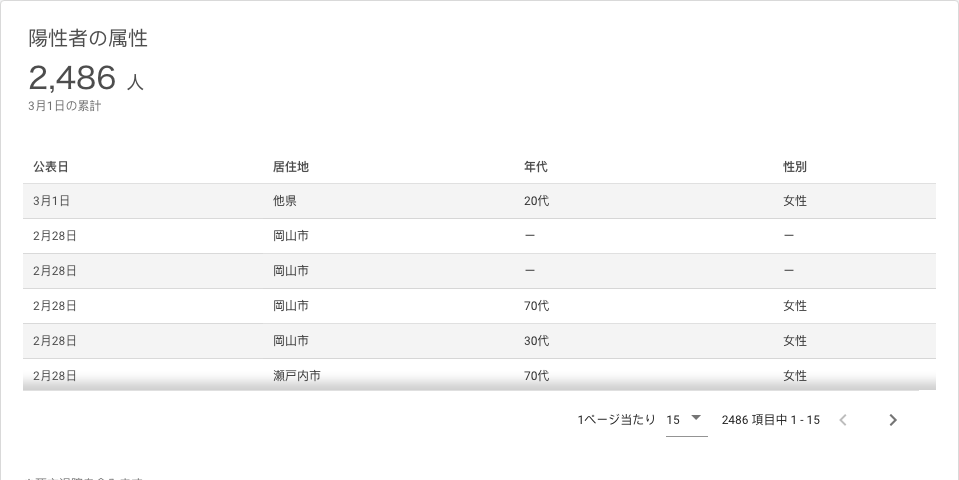 陽性者の属性
2,486 人
3月1日の累計
公表日 居住地 年代 性別
3月1日 他県 20代 女性
2月28日 岡山市 ー ー
2月28日 岡山市 ー ー
2月28日 岡山市 70代 女性
2月28日 岡山市 30代 女性
2月28日 瀬戸内市 70代 女性
1ページ当たり 15 2486 項目中 1 - 15